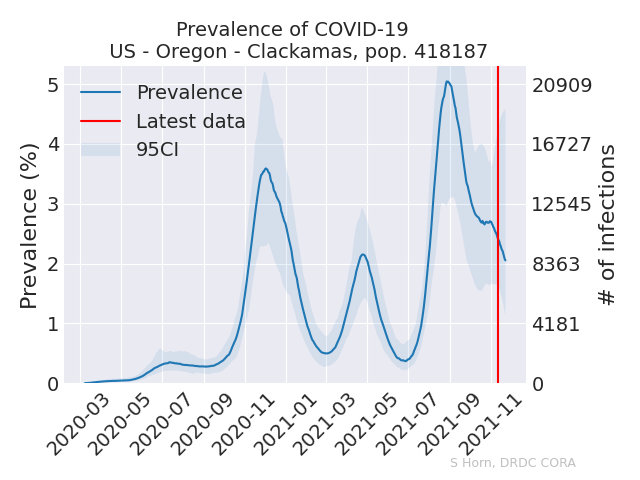 Prevalence of COVID-19
US - Oregon - Clackamas, pop. 418187
Prevalence
Latest data
95CI
Prevalence (%)
5
4
3
2
1
0
20909
16727
12545
8363
4181
0
# of infections
2020-03
2020-05
2020-07
2020-09
2020-11
2021-01
2021-03
2021-05
2021-07
2021-09
2021-11
S Horn, DRDC CORA